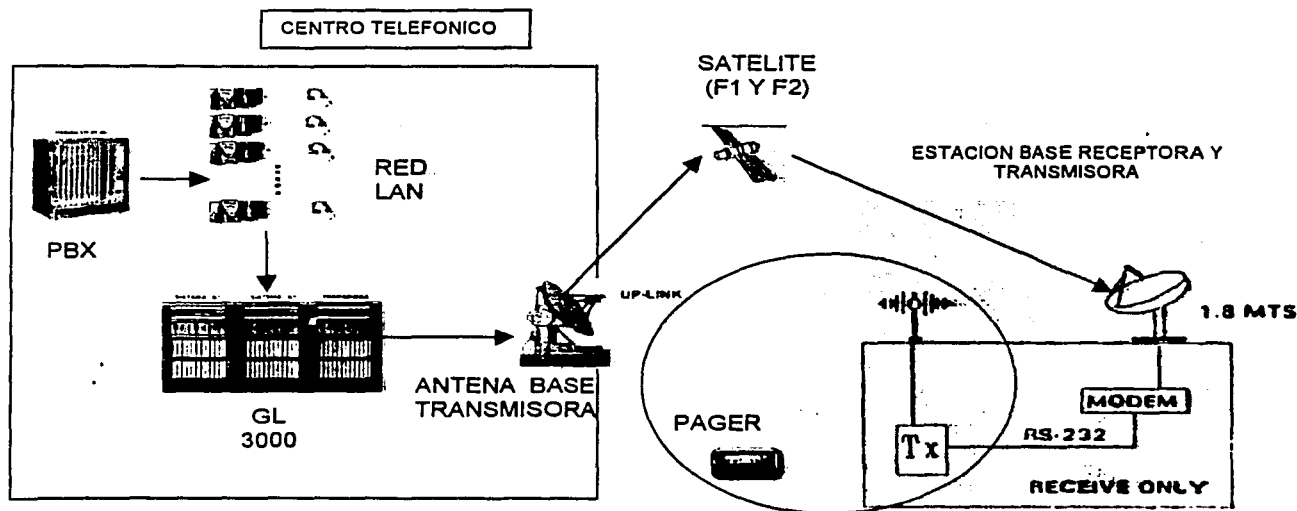 CENTRO TELEFONICO
SATELITE
(F1 Y F2)
ESTACION BASE RECEPTORA Y
TRANSMISORA
RED
LAN
PBX
UP-LINK
1.8 MTS
ANTENA BASE
TRANSMISORA
GL
3000
PAGER
MODEM
RS-232
Tx
RECEIVE ONLY